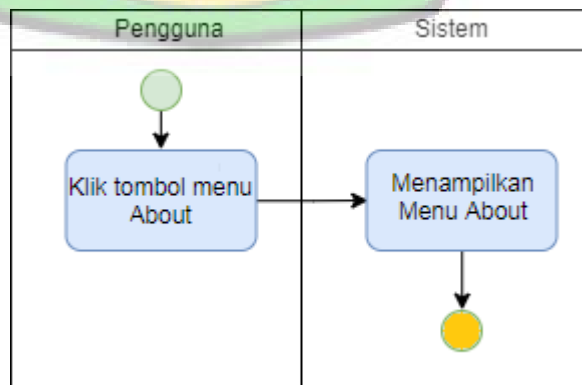 Pengguna
Sistem
Klik tombol menu
About
Menampilkan
Menu About